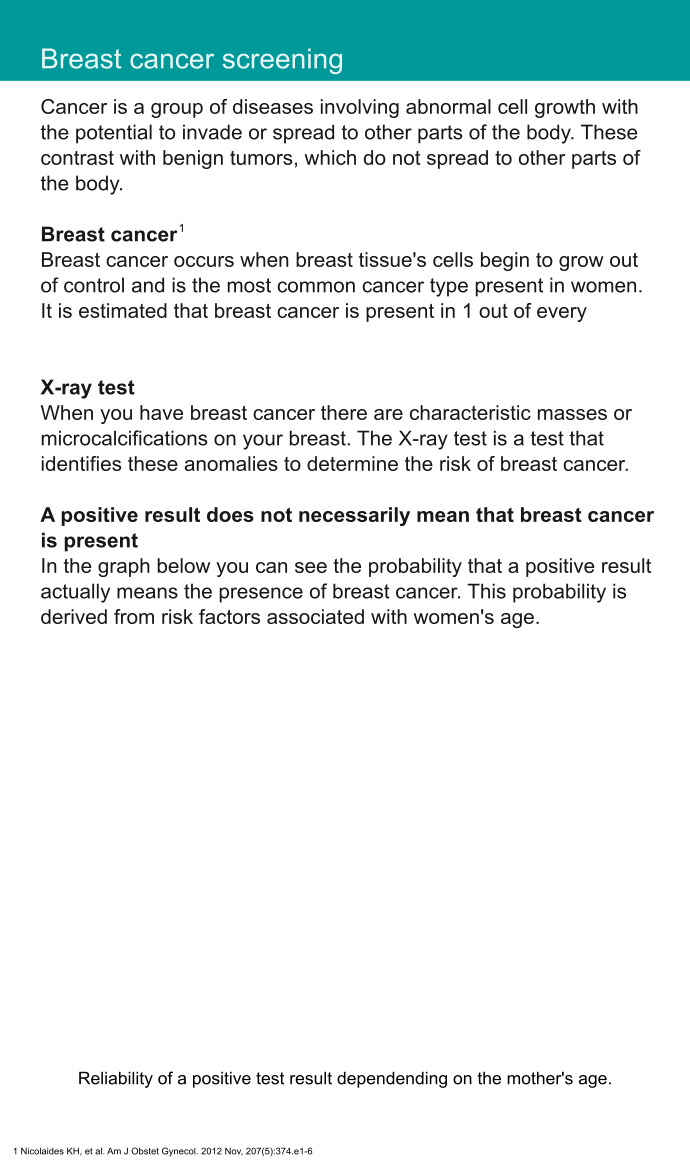 Breast cancer screening
Cancer is a group of diseases involving abnormal cell growth with
the potential to invade or spread to other parts of the body. These
contrast with benign tumors, which do not spread to other parts of
the body.
Breast cancer 1
Breast cancer occurs when breast tissue's cells begin to grow out
of control and is the most common cancer type present in women.
It is estimated that breast cancer is present in 1 out of every
X-ray test
When you have breast cancer there are characteristic masses or
microcalcifications on your breast. The X-ray test is a test that
identifies these anomalies to determine the risk of breast cancer.
A positive result does not necessarily mean that breast cancer
is present
In the graph below you can see the probability that a positive result
actually means the presence of breast cancer. This probability is
derived from risk factors associated with women's age.
Reliability of a positive test result dependending on the mother's age.
1 Nicolaides KH, et al. Am J Obstet Gynecol. 2012 Nov, 207(5):374.e1-6